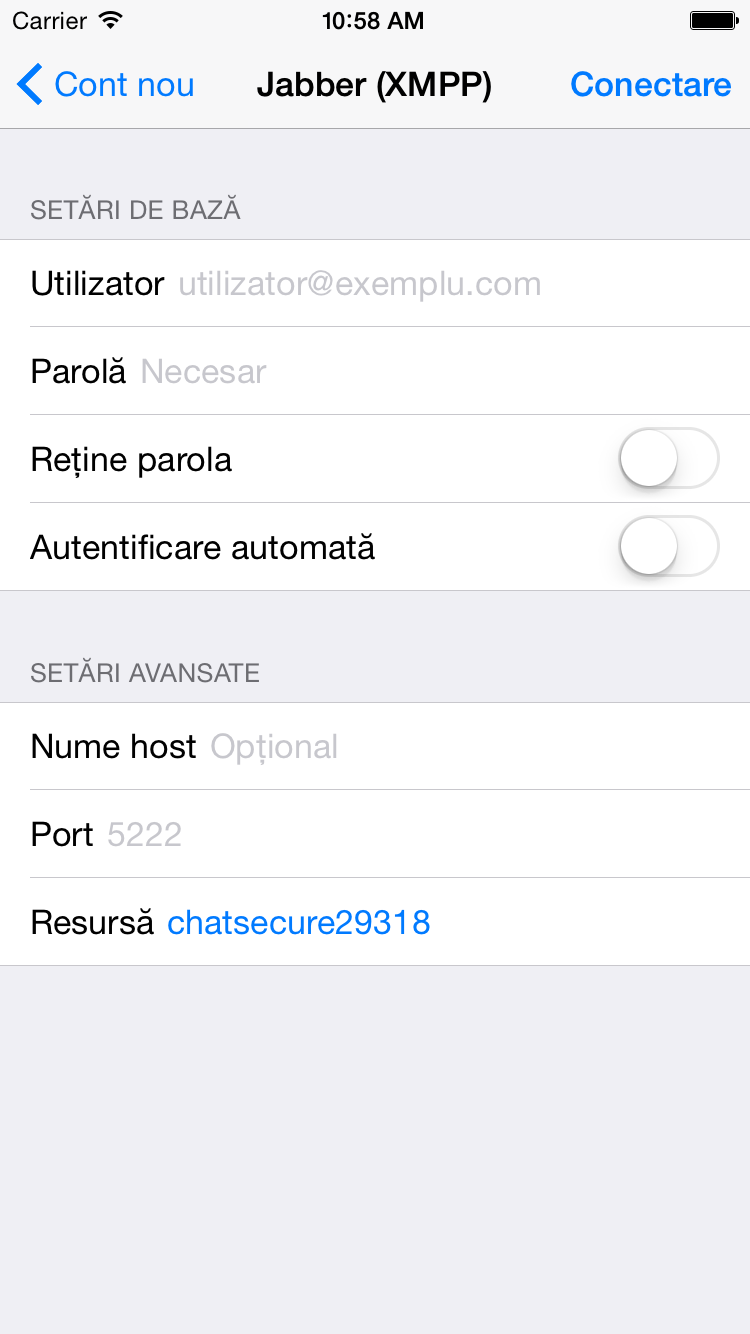 Carrier 10:58 AM
Cont nou Jabber (XMPP) Conectare
SETĂRI DE BAZĂ
Utilizator utilizator@exemplu.com
Parolă Necesar
Reține parola
Autentificare automată
SETĂRI AVANSATE
Nume host Opțional
Port 5222
Resursă chatsecure29318